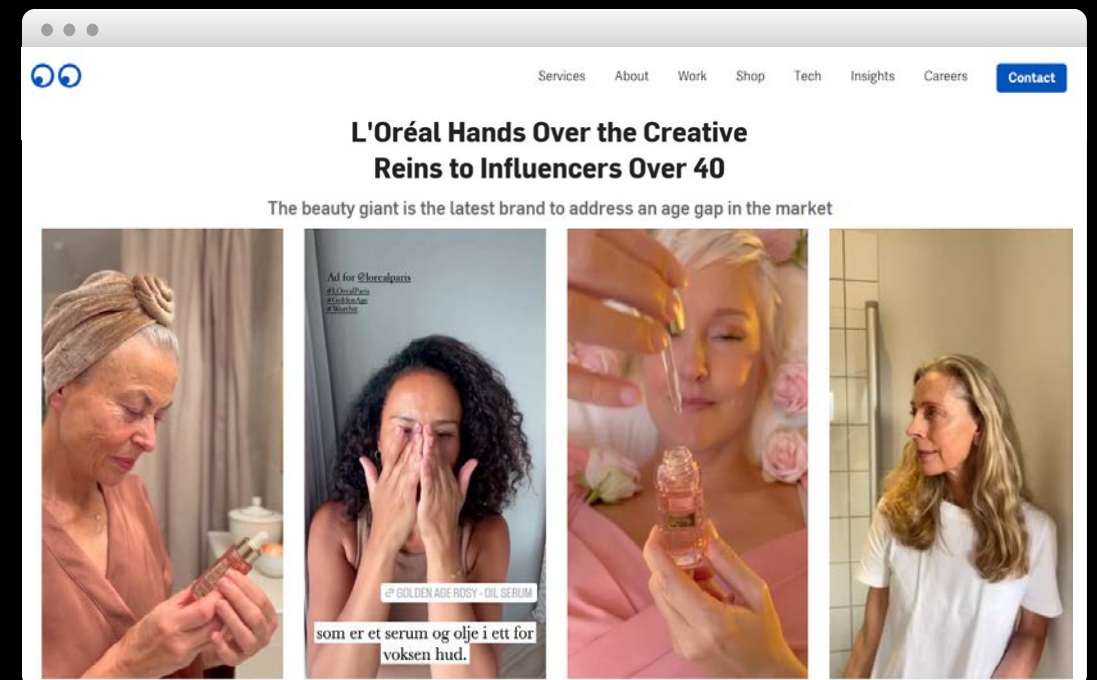 Services About Work Shop Tech Insights Careers Contact
L'Oréal Hands Over the Creative
Reins to Influencers Over 40
The beauty giant is the latest brand to address an age gap in the market
Ad for @lorealparis
#LOrealParis
#GoldenAge
#Worthit
GOLDEN AGE ROSY - OIL SERUM
som er et serum og olje i ett for
voksen hud.